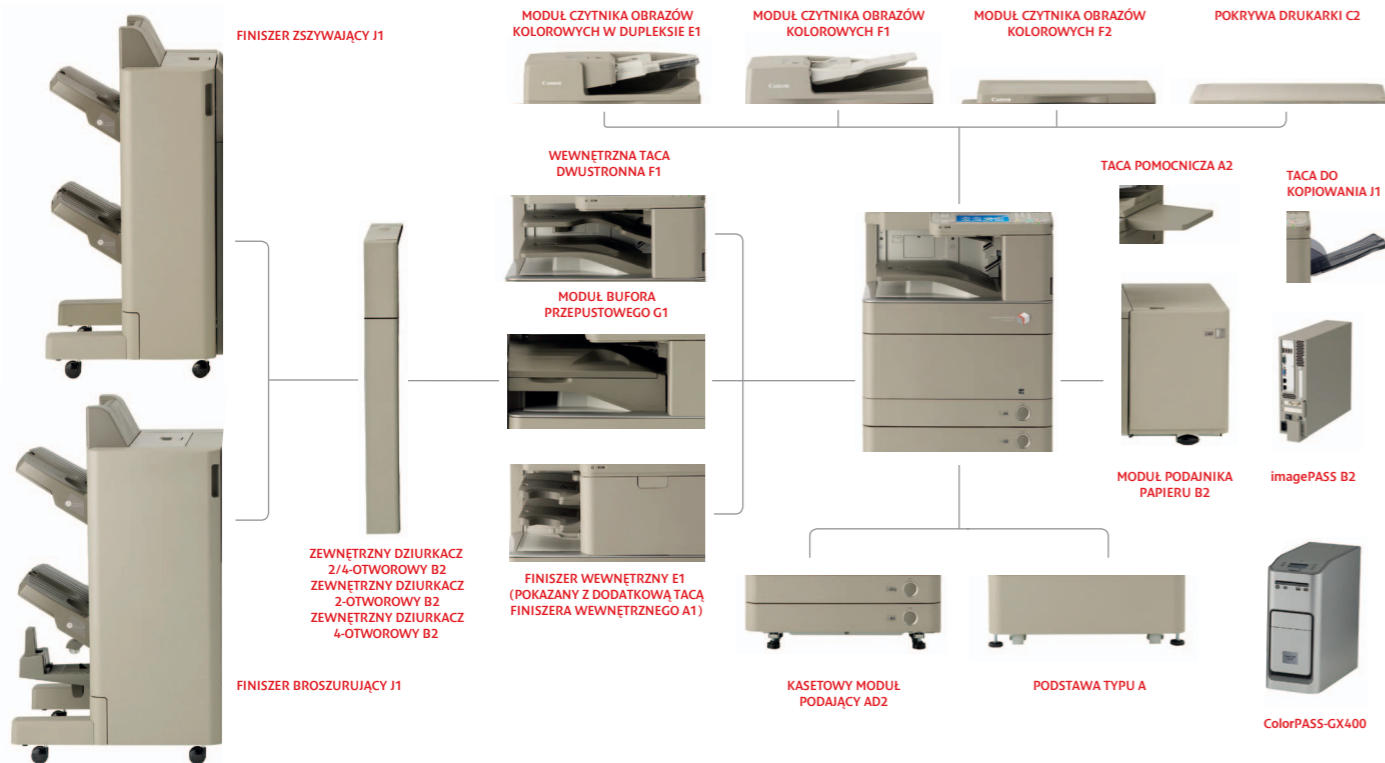 FINISZER ZSZYWAJĄCY J1
MODUŁ CZYTNIKA OBRAZÓW
KOLOROWYCH W DUPLEKSIE E1
MODUŁ CZYTNIKA OBRAZÓW
KOLOROWYCH F1
MODUŁ CZYTNIKA OBRAZÓW
KOLOROWYCH F2
POKRYWA DRUKARKI C2
Canon
Canon
Canon
WEWNĘTRZNA TACA
DWUSTRONNA F1
TACA POMOCNICZA A2
TACA DO
KOPIOWANIA J1
MODUŁ BUFORA
PRZEPUSTOWEGO G1
MODUŁ PODAJNIKA
PAPIERU B2
imagePASS B2
ZEWNĘTRZNY DZIURKACZ
2/4-OTWOROWY B2
ZEWNĘTRZNY DZIURKACZ
2-OTWOROWY B2
ZEWNĘTRZNY DZIURKACZ
4-OTWOROWY B2
FINISZER WEWNĘTRZNY E1
(POKAZANY Z DODATKOWĄ TACĄ
FINISZERA WEWNĘTRZNEGO A1)
FINISZER BROSZURUJĄCY J1
KASETOWY MODUŁ
PODAJĄCY AD2
PODSTAWA TYPU A
ColorPASS-GX400